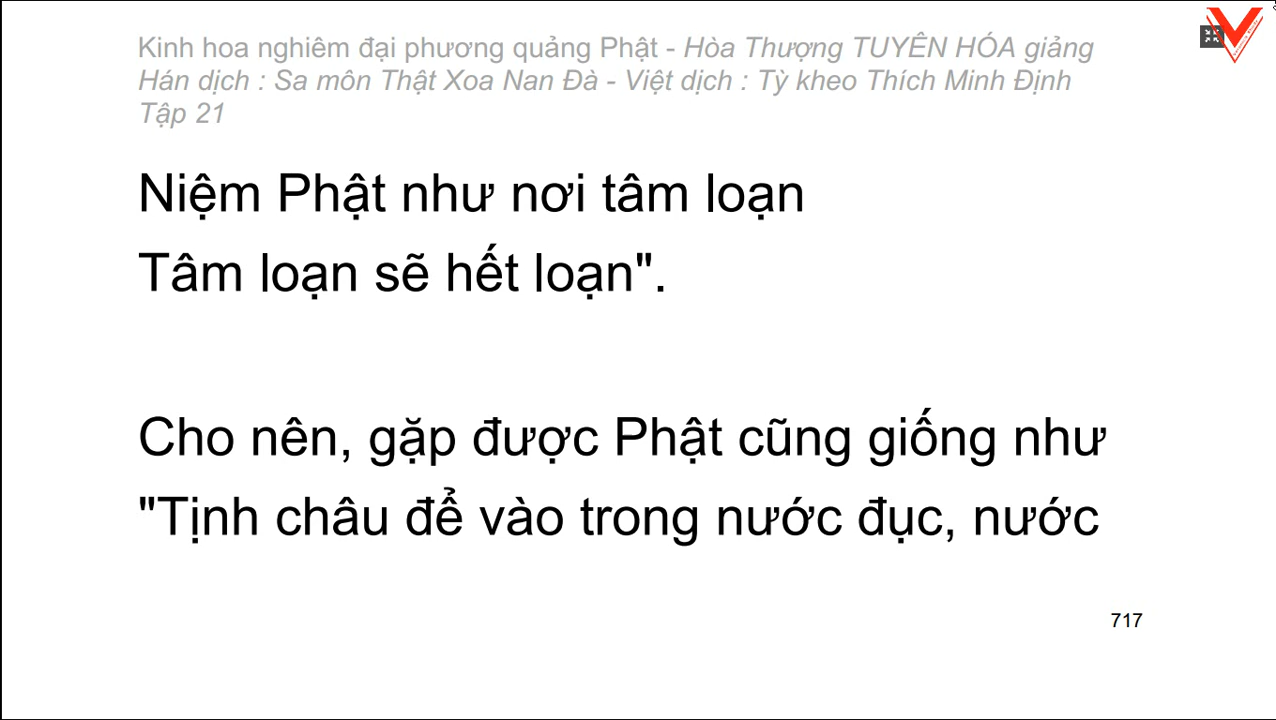 Kinh hoa nghiêm đại phương quảng Phật - Hòa Thượng TUYÊN HÓA giảng
Hán dịch : Sa môn Thật Xoa Nan Đà - Việt dịch : Tỳ kheo Thích Minh Định
Tập 21
Niệm Phật như nơi tâm loạn
Tâm loạn sẽ hết loạn".
Cho nên, gặp được Phật cũng giống như
"Tịnh châu để vào trong nước đục, nước
717